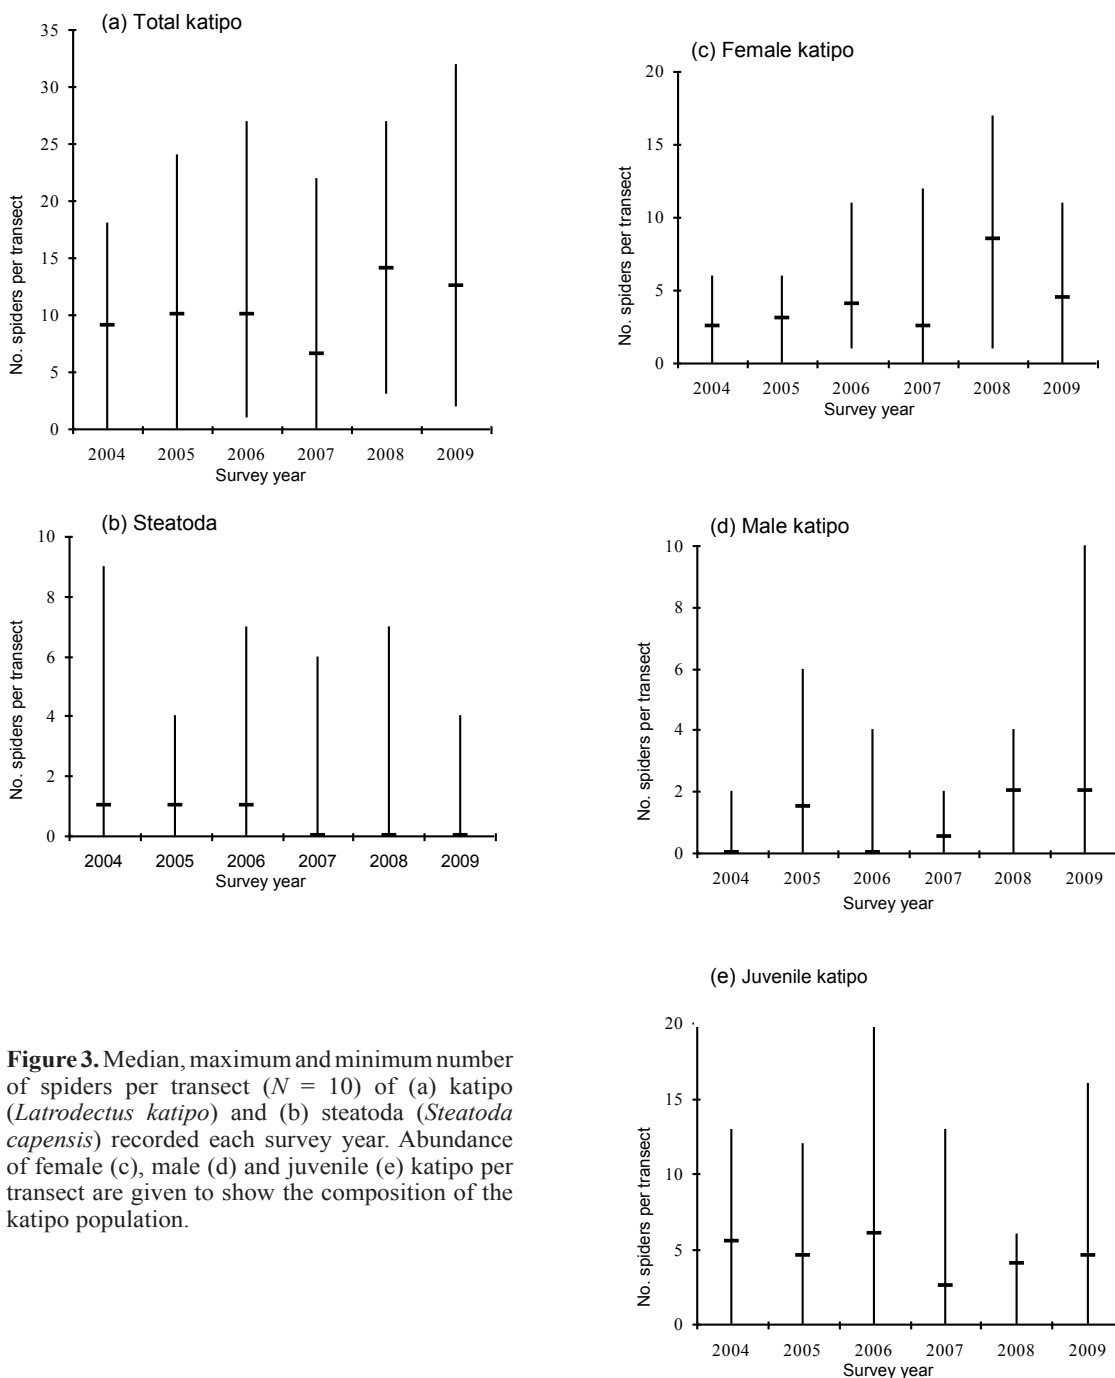 (a) Total katipo
No. spiders per transect
35
30
25
20
15
10
5
0
2004 2005 2006 2007 2008 2009
Survey year
(b) Steatoda
No. spiders per transect
10
8
6
4
2
0
2004 2005 2006 2007 2008 2009
Survey year
(c) Female katipo
No. spiders per transect
20
15
10
5
0
2004 2005 2006 2007 2008 2009
Survey year
(d) Male katipo
No. spiders per transect
10
8
6
4
2
0
2004 2005 2006 2007 2008 2009
Survey year
(e) Juvenile katipo
No. spiders per transect
20
15
10
5
0
2004 2005 2006 2007 2008 2009
Survey year
Figure 3. Median, maximum and minimum number
of spiders per transect (N = 10) of (a) katipo
(Latrodectus katipo) and (b) steatoda (Steatoda
capensis) recorded each survey year. Abundance
of female (c), male (d) and juvenile (e) katipo per
transect are given to show the composition of the
katipo population.